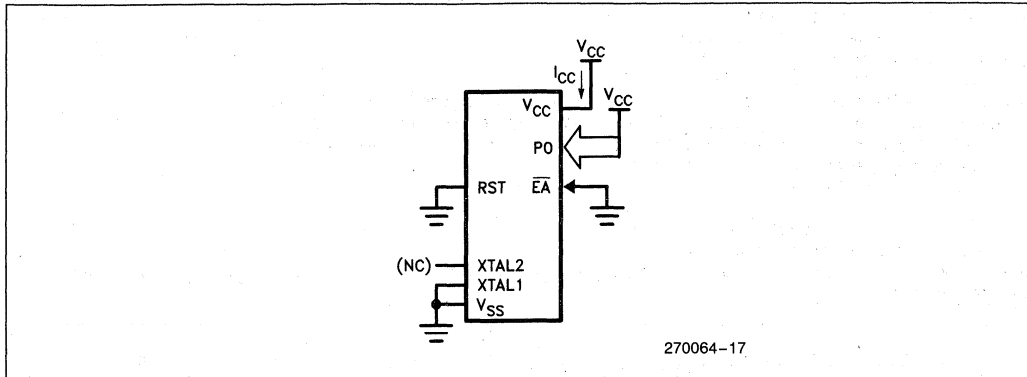 VCC
ICC
VCC
VCC
P0
RST
EA
(NC)
XTAL2
XTAL1
VSS
270064-17